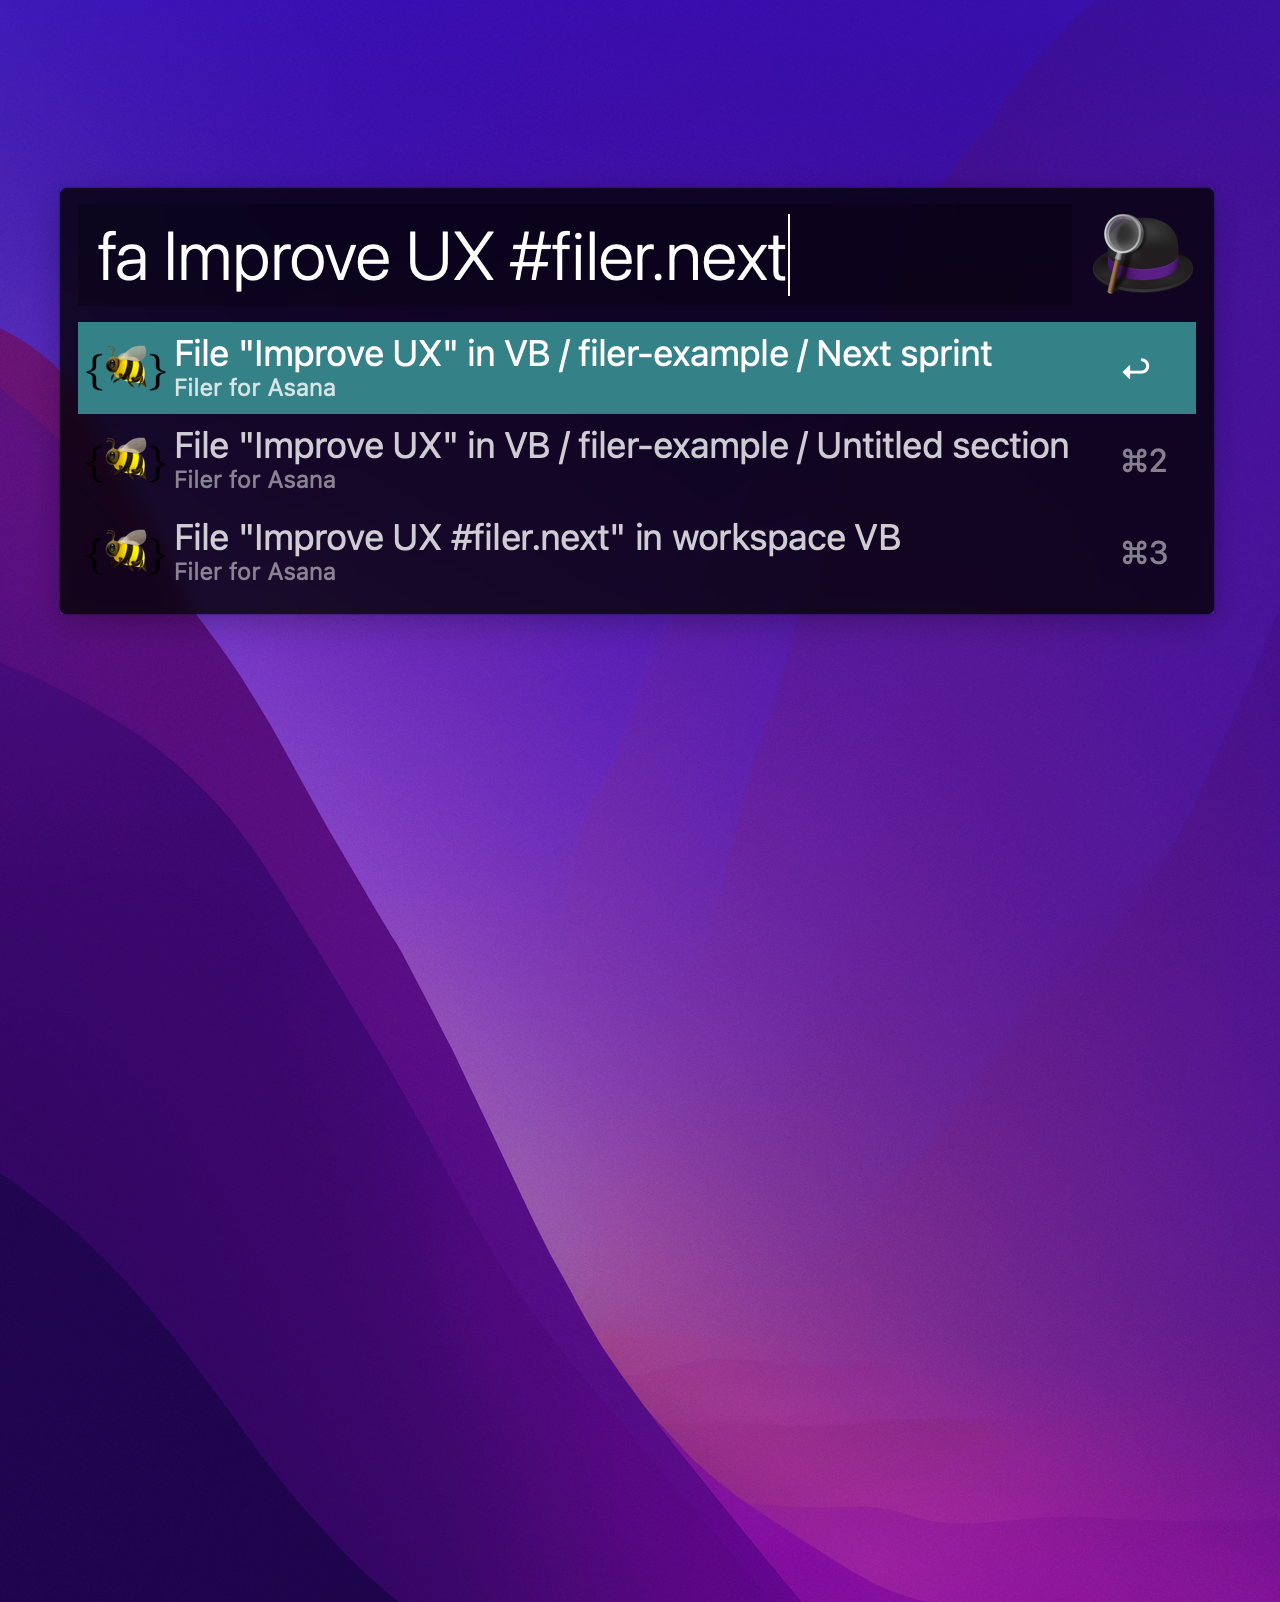 fa Improve UX #filer.next
File "Improve UX" in VB / filer-example / Next sprint
Filer for Asana
File "Improve UX" in VB / filer-example / Untitled section
Filer for Asana
⌘2
File "Improve UX #filer.next" in workspace VB
Filer for Asana
⌘3